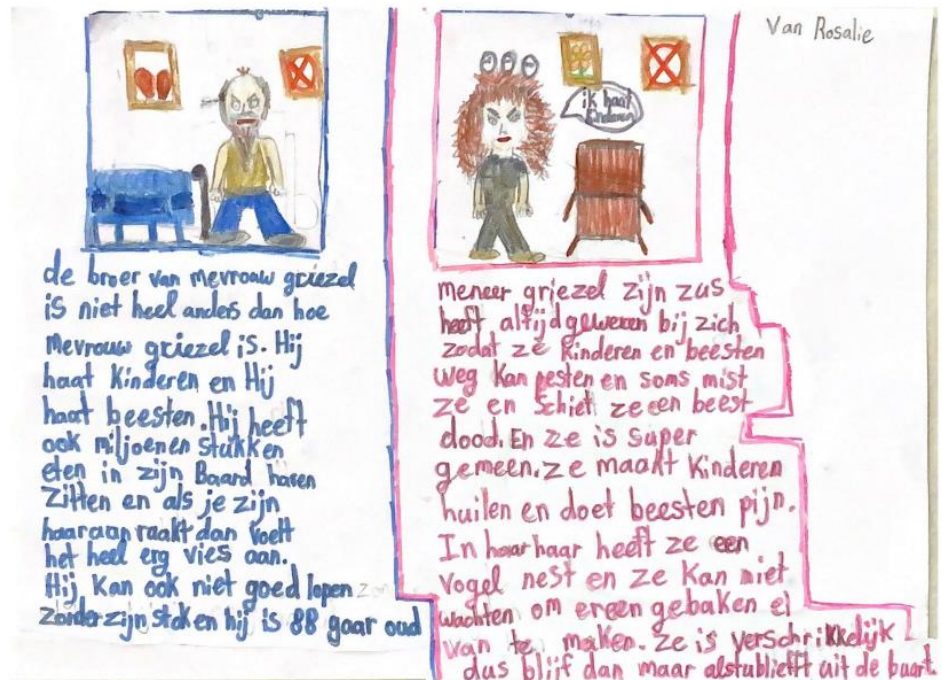 Van Rosalie
ik haat
kinderen
de broer van mevrouw griezel
is niet heel anders dan hoe
mevrouw griezel is. Hij
haat kinderen en Hij
haat beesten. Hij heeft
ook miljoenen stukken
eten in zijn Baard haren
Zitten en als je zijn
haar aan raakt dan voelt
het heel erg vies aan.
Hij kan ook niet goed lopen zon
zonder zijn stok en hij is 88 gaar oud
meneer griezel zijn zus
heeft altijd geweren bij zich
zodat ze kinderen en beesten
weg kan pesten en soms mist
ze en schiet ze een beest
dood. En ze is super
gemeen. ze maakt kinderen
huilen en doet beesten pijn.
In haar haar heeft ze een
vogel nest en ze kan niet
wachten om er een gebaken ei
van te maken. Ze is verschrikkelijk
dus blijf dan maar alstublieft uit de buurt.